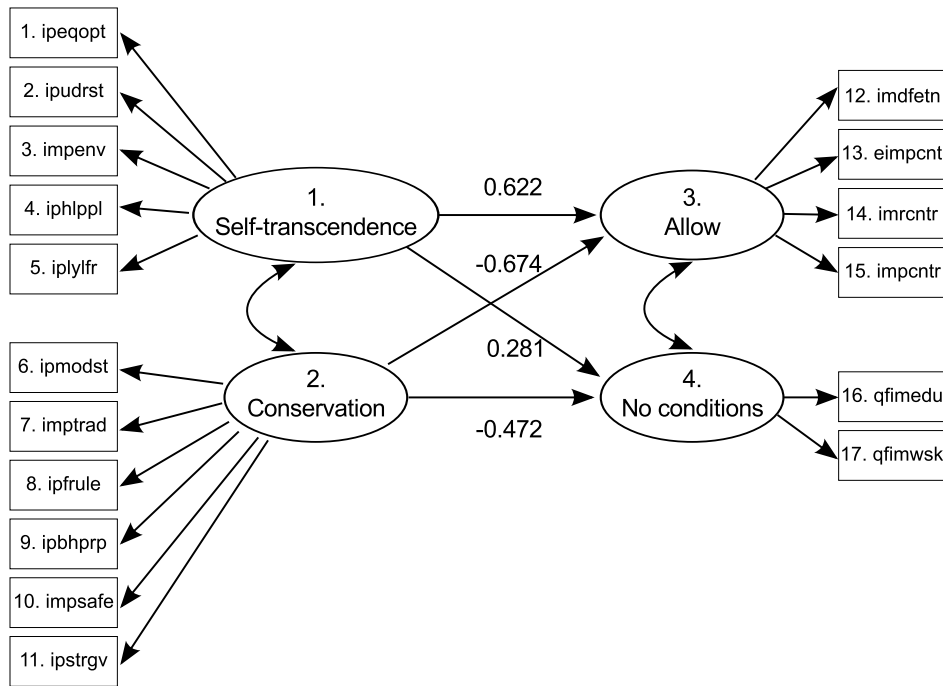 1. ipeqopt
2. ipudrst
3. impenv
4. iphlppl
5. iplylfr
6. ipmodst
7. imptrad
8. ipfrule
9. ipbhprp
10. impsafe
11. ipstrgv
1.
Self-transcendence
2.
Conservation
0.622
-0.674
0.281
-0.472
3.
Allow
4.
No conditions
12. imdfetn
13. eimpcnt
14. imrcntr
15. impcntr
16. qfimedu
17. qfimwsk